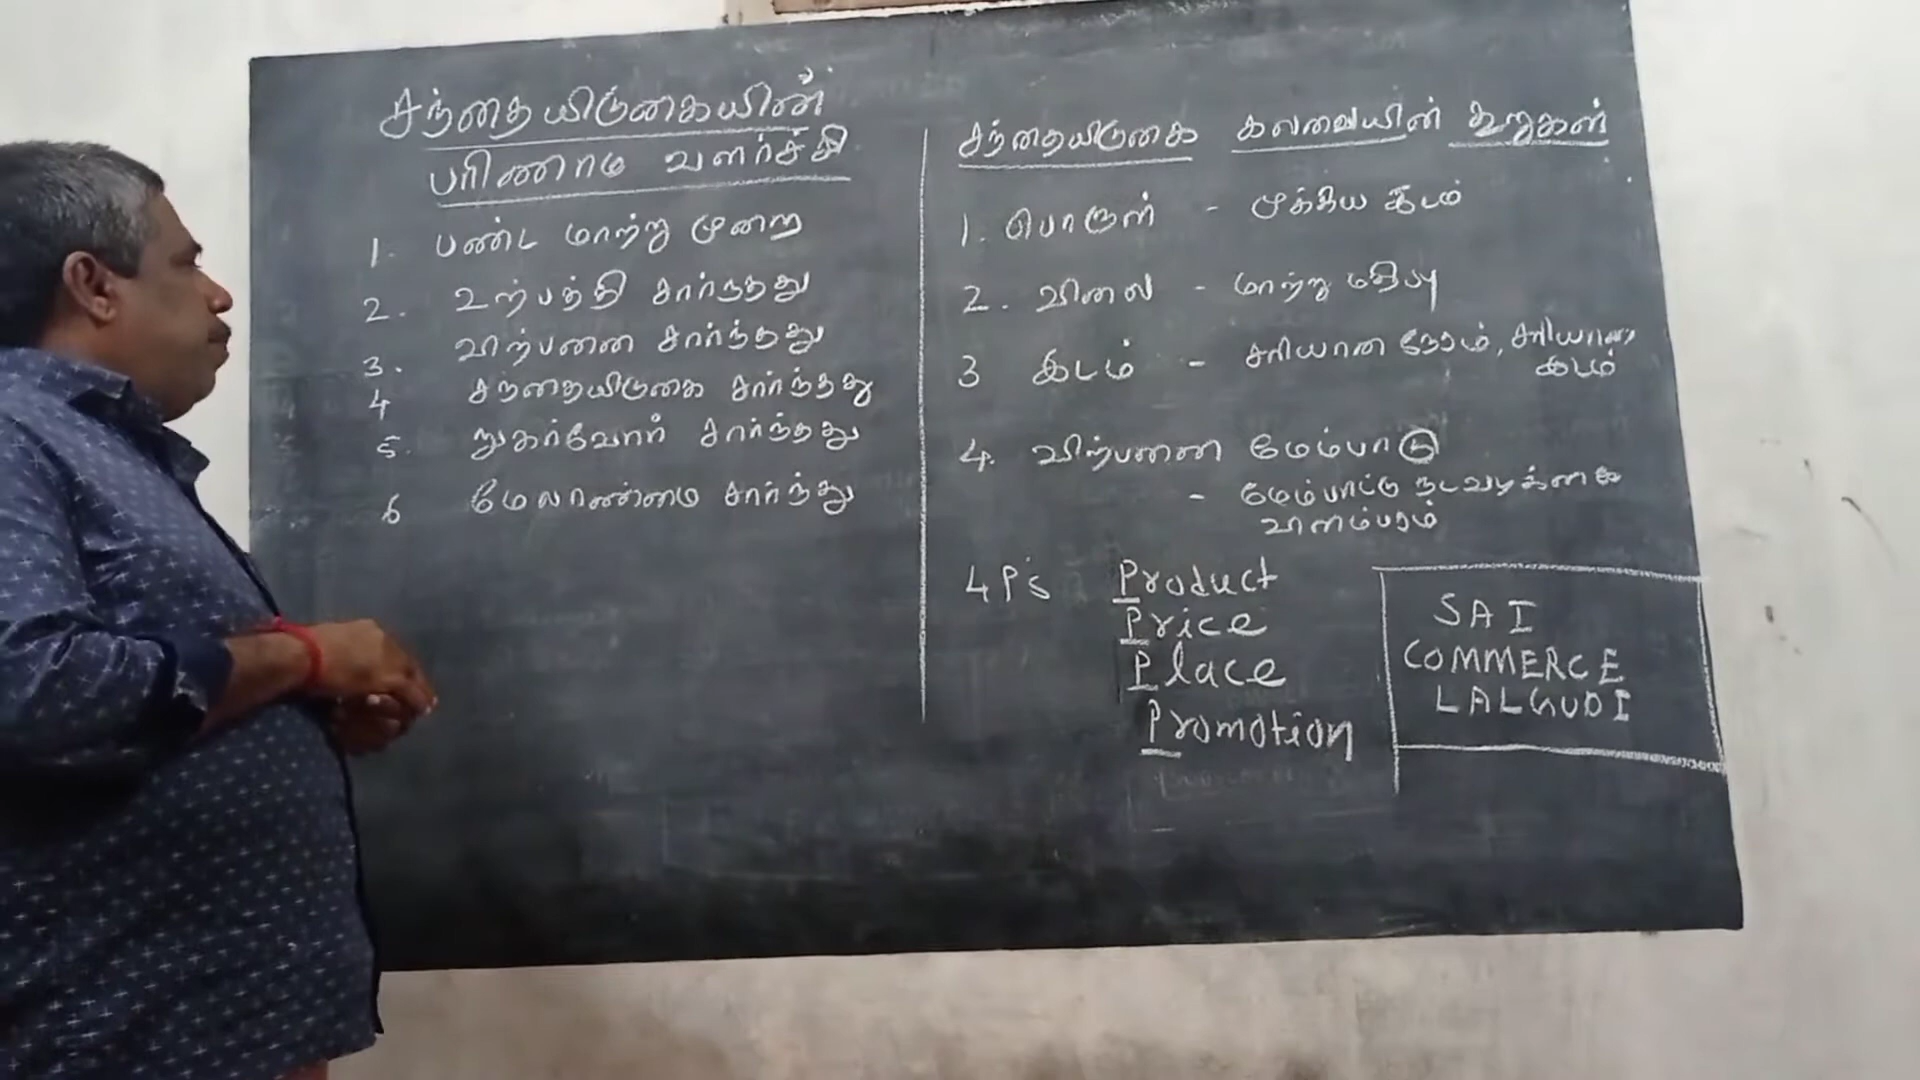 சந்தையிடுகையின்
பரிணாம வளர்ச்சி
1. பண்ட மாற்று முறை
2. உற்பத்தி சார்ந்தது
3. விற்பனை சார்ந்தது
4 சந்தையிடுகை சார்ந்தது
5. நுகர்வோர் சார்ந்தது
6 மேலாண்மை சார்ந்து
சந்தையிடுகை கலவையின் கூறுகள்
1. பொருள் - முக்கிய இடம்
2. விலை - மாற்று மதிப்பு
3 இடம் - சரியான நேரம், சரியான
இடம்
4. விற்பனை மேம்பாடு
- மேம்பாட்டு நடவடிக்கை
விளம்பரம்
4 P's Product
Price
Place
Promotion
SAI
COMMERCE
LALGUDI